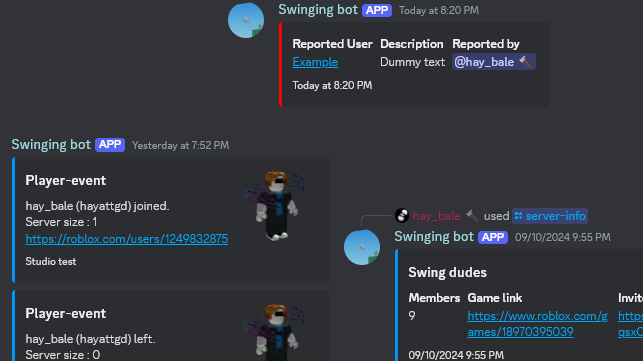 Swinging bot APP Today at 8:20 PM
Reported User Description Reported by
Example Dummy text @hay_bale 🔨
Today at 8:20 PM
Swinging bot APP Yesterday at 7:52 PM
Player-event
hay_bale (hayattgd) joined.
Server size : 1
https://roblox.com/users/1249832875
Studio test
Player-event
hay_bale (hayattgd) left.
Server size : 0
hay_bale 🔨 used server-info
Swinging bot APP 09/10/2024 9:55 PM
Swing dudes
Members Game link Invit
9 https://www.roblox.com/g https
ames/18970395039
09/10/2024 9:55 PM